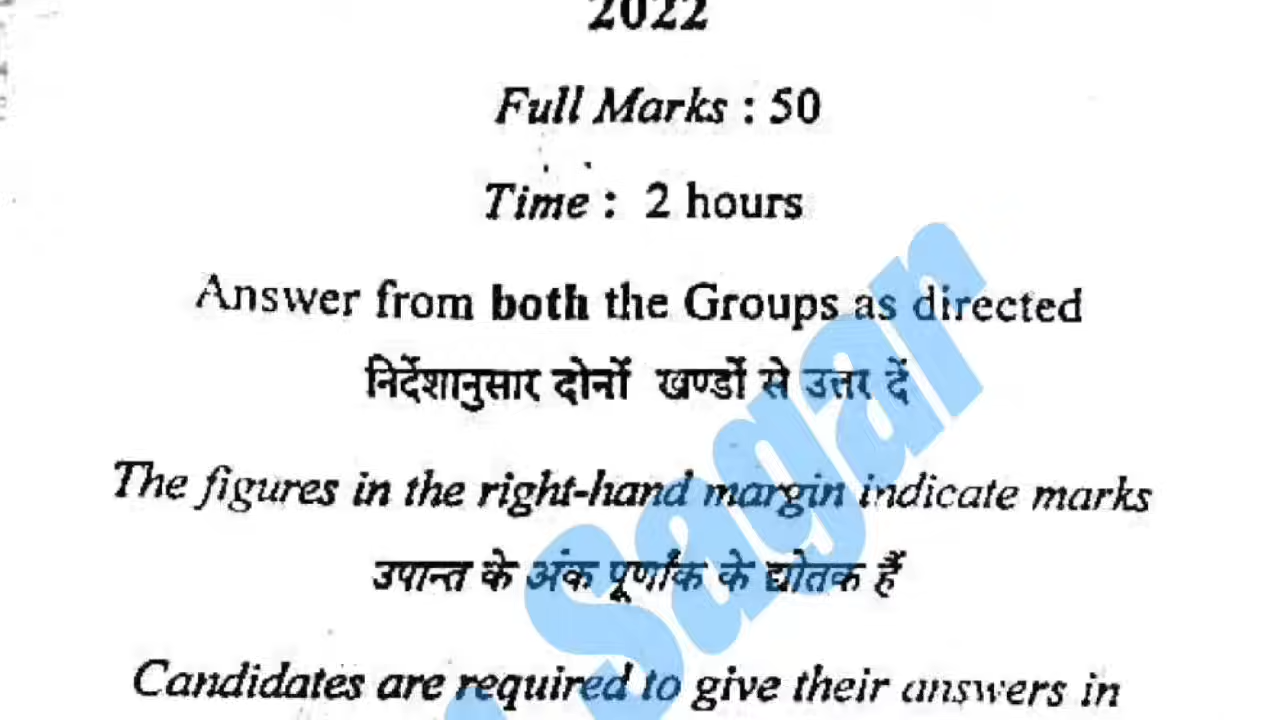 2022
Full Marks : 50
Time : 2 hours
Answer from both the Groups as directed
निर्देशानुसार दोनों खण्डों से उत्तर दें
The figures in the right-hand margin indicate marks
उपान्त के अंक पूर्णांक के द्योतक हैं
Candidates are required to give their answers in
Sagar